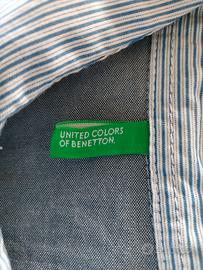 UNITED COLORS
OF BENETTON.